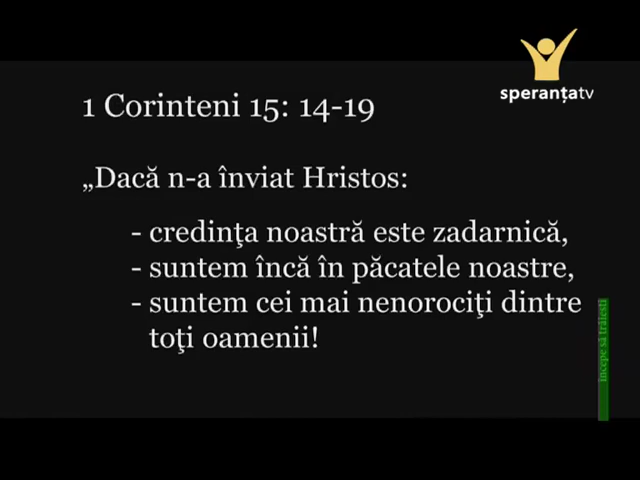 speranțatv
1 Corinteni 15: 14-19
„Dacă n-a înviat Hristos:
- credinţa noastră este zadarnică,
- suntem încă în păcatele noastre,
- suntem cei mai nenorociţi dintre
toţi oamenii!
începe să trăiești